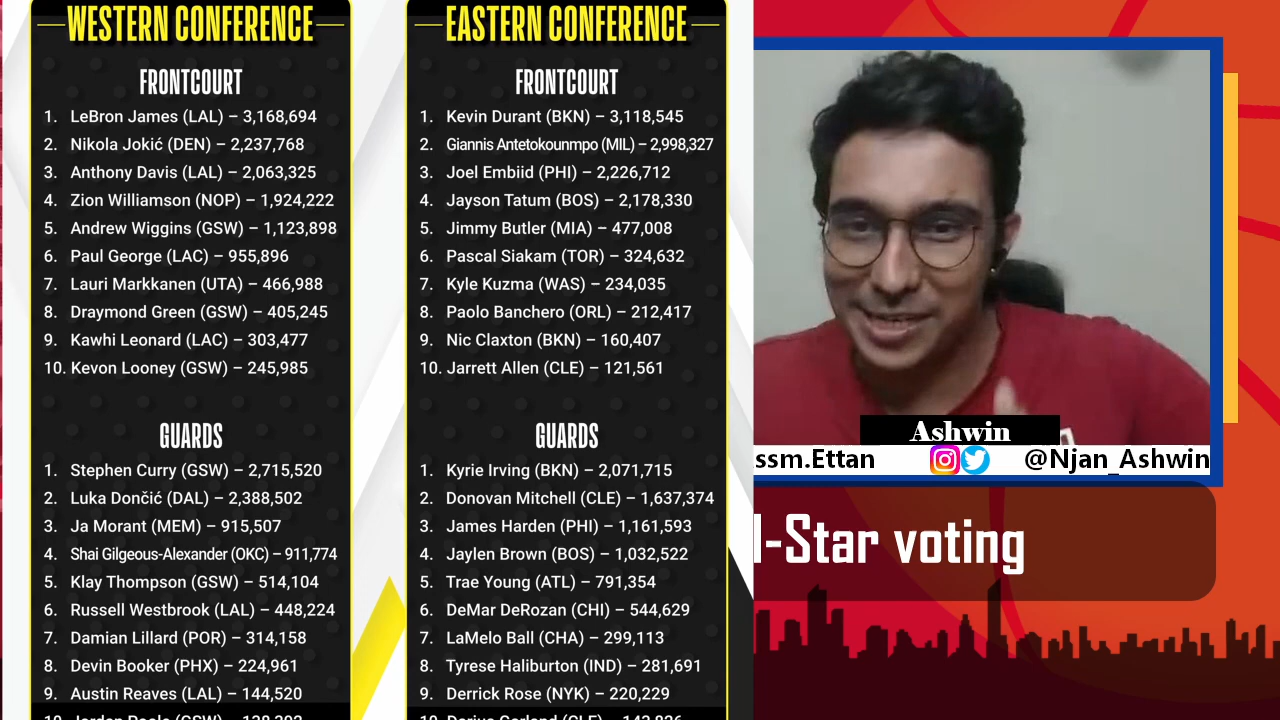 WESTERN CONFERENCE
FRONTCOURT
1. LeBron James (LAL) – 3,168,694
2. Nikola Jokić (DEN) – 2,237,768
3. Anthony Davis (LAL) – 2,063,325
4. Zion Williamson (NOP) – 1,924,222
5. Andrew Wiggins (GSW) – 1,123,898
6. Paul George (LAC) – 955,896
7. Lauri Markkanen (UTA) – 466,988
8. Draymond Green (GSW) – 405,245
9. Kawhi Leonard (LAC) – 303,477
10. Kevon Looney (GSW) – 245,985
GUARDS
1. Stephen Curry (GSW) – 2,715,520
2. Luka Dončić (DAL) – 2,388,502
3. Ja Morant (MEM) – 915,507
4. Shai Gilgeous-Alexander (OKC) – 911,774
5. Klay Thompson (GSW) – 514,104
6. Russell Westbrook (LAL) – 448,224
7. Damian Lillard (POR) – 314,158
8. Devin Booker (PHX) – 224,961
9. Austin Reaves (LAL) – 144,520
EASTERN CONFERENCE
FRONTCOURT
1. Kevin Durant (BKN) – 3,118,545
2. Giannis Antetokounmpo (MIL) – 2,998,327
3. Joel Embiid (PHI) – 2,226,712
4. Jayson Tatum (BOS) – 2,178,330
5. Jimmy Butler (MIA) – 477,008
6. Pascal Siakam (TOR) – 324,632
7. Kyle Kuzma (WAS) – 234,035
8. Paolo Banchero (ORL) – 212,417
9. Nic Claxton (BKN) – 160,407
10. Jarrett Allen (CLE) – 121,561
GUARDS
1. Kyrie Irving (BKN) – 2,071,715
2. Donovan Mitchell (CLE) – 1,637,374
3. James Harden (PHI) – 1,161,593
4. Jaylen Brown (BOS) – 1,032,522
5. Trae Young (ATL) – 791,354
6. DeMar DeRozan (CHI) – 544,629
7. LaMelo Ball (CHA) – 299,113
8. Tyrese Haliburton (IND) – 281,691
9. Derrick Rose (NYK) – 220,229
Ashwin
ssm.Ettan @Njan_Ashwin
l-Star voting